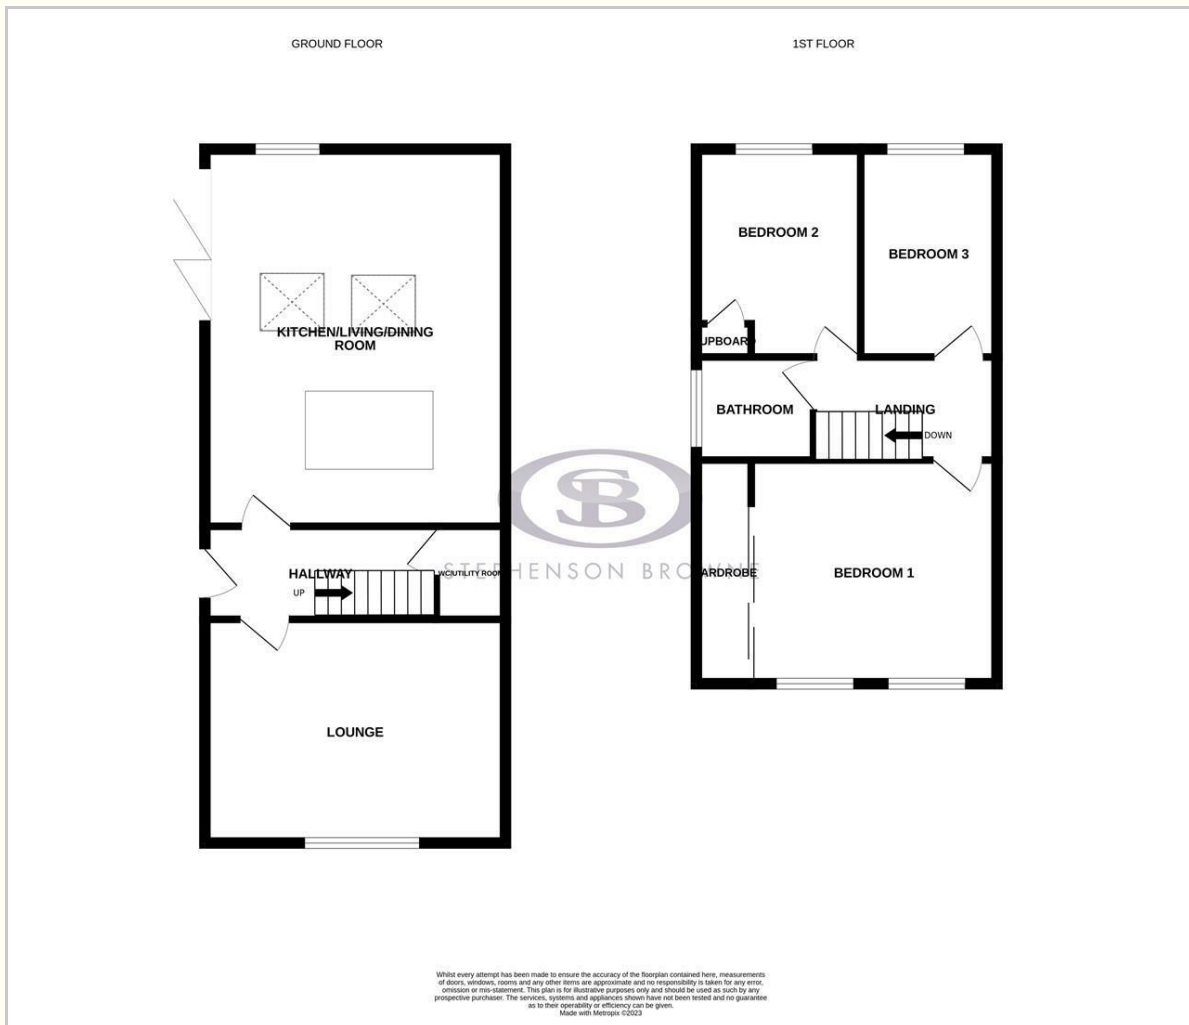 GROUND FLOOR
1ST FLOOR
KITCHEN/LIVING/DINING
ROOM
HALLWAY
UP
WC/UTILITY ROOM
LOUNGE
BEDROOM 2
BEDROOM 3
UPBOARD
BATHROOM
LANDING
DOWN
ARDROBE
BEDROOM 1
SB
STEPHENSON BROWNE
Whilst every attempt has been made to ensure the accuracy of the floorplan contained here, measurements
of doors, windows, rooms and any other items are approximate and no responsibility is taken for any error,
omission or mis-statement. This plan is for illustrative purposes only and should be used as such by any
prospective purchaser. The services, systems and appliances shown have not been tested and no guarantee
as to their operability or efficiency can be given.
Made with Metropix ©2023